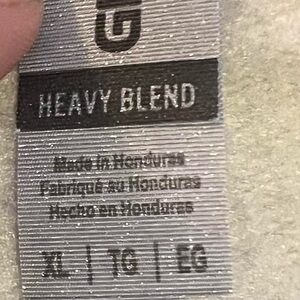 G
HEAVY BLEND
Made in Honduras
Fabriqué au Honduras
Hecho en Honduras
XL | TG | EG